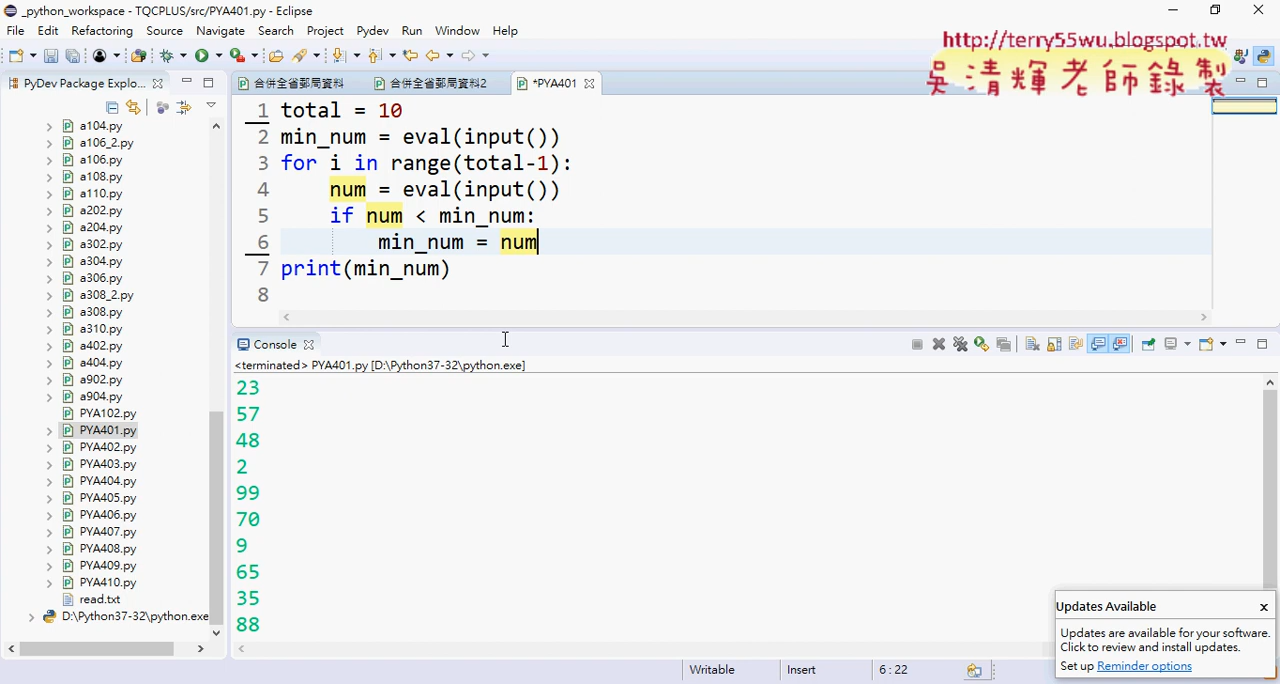 _python_workspace - TQCPLUS/src/PYA401.py - Eclipse
File Edit Refactoring Source Navigate Search Project Pydev Run Window Help
http://terry55wu.blogspot.tw
吳清輝老師錄製
PyDev Package Explo...
合併全省郵局資料
合併全省郵局資料2
*PYA401
a104.py
a106_2.py
a106.py
a108.py
a110.py
a202.py
a204.py
a302.py
a304.py
a306.py
a308_2.py
a308.py
a310.py
a402.py
a404.py
a902.py
a904.py
PYA102.py
PYA401.py
PYA402.py
PYA403.py
PYA404.py
PYA405.py
PYA406.py
PYA407.py
PYA408.py
PYA409.py
PYA410.py
read.txt
D:\Python37-32\python.exe
1 total = 10
2 min_num = eval(input())
3 for i in range(total-1):
4 num = eval(input())
5 if num < min_num:
6 min_num = num
7 print(min_num)
8
Console
<terminated> PYA401.py [D:\Python37-32\python.exe]
23
57
48
2
99
70
9
65
35
88
Updates Available
Updates are available for your software.
Click to review and install updates.
Set up Reminder options
Writable Insert 6 : 22